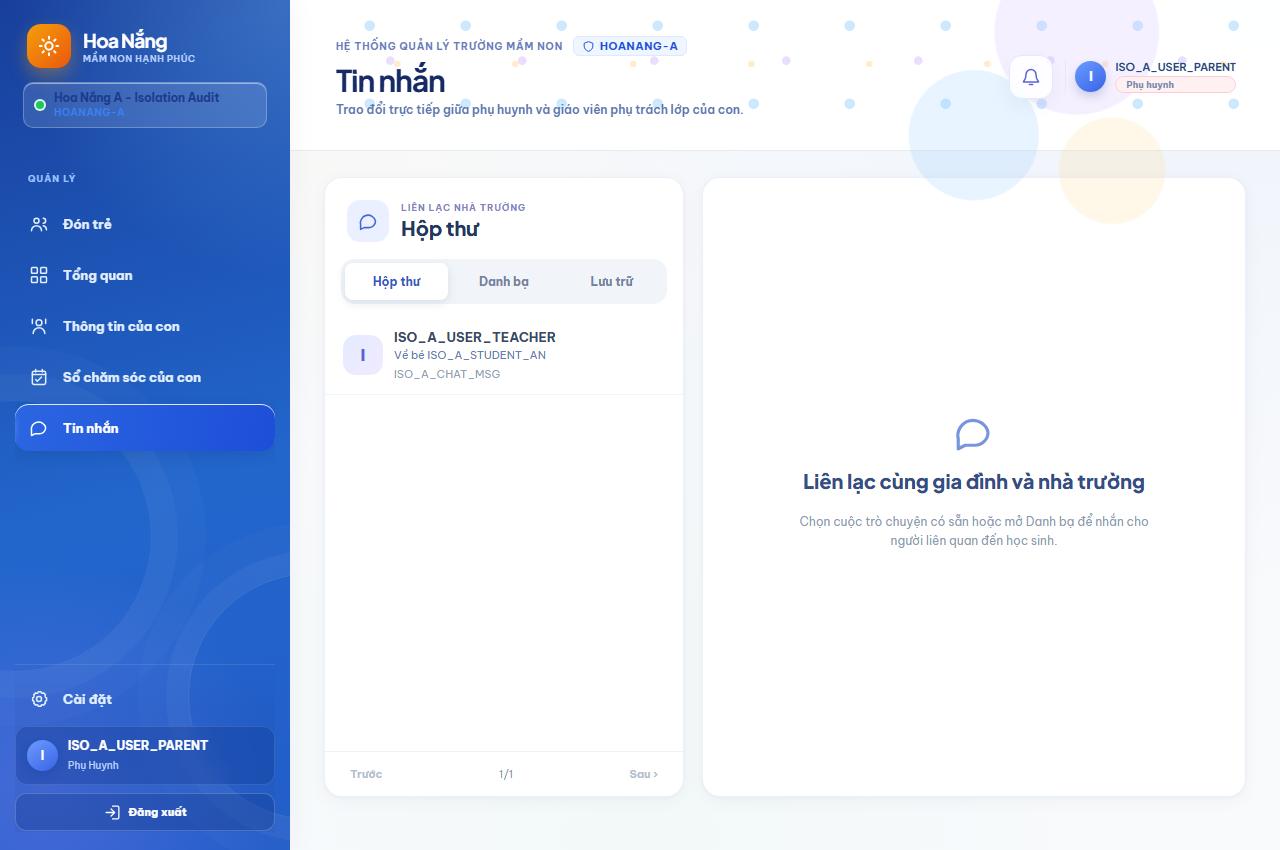 Hoa Nắng
MẦM NON HẠNH PHÚC
Hoa Nắng A - Isolation Audit
HOANANG-A
QUẢN LÝ
Đón trẻ
Tổng quan
Thông tin của con
Sổ chăm sóc của con
Tin nhắn
Cài đặt
I
ISO_A_USER_PARENT
Phụ Huynh
Đăng xuất
HỆ THỐNG QUẢN LÝ TRƯỜNG MẦM NON
HOANANG-A
Tin nhắn
Trao đổi trực tiếp giữa phụ huynh và giáo viên phụ trách lớp của con.
I
ISO_A_USER_PARENT
Phụ huynh
LIÊN LẠC NHÀ TRƯỜNG
Hộp thư
Hộp thư
Danh bạ
Lưu trữ
I
ISO_A_USER_TEACHER
Về bé ISO_A_STUDENT_AN
ISO_A_CHAT_MSG
Trước
1/1
Sau ›
Liên lạc cùng gia đình và nhà trường
Chọn cuộc trò chuyện có sẵn hoặc mở Danh bạ để nhắn cho
người liên quan đến học sinh.